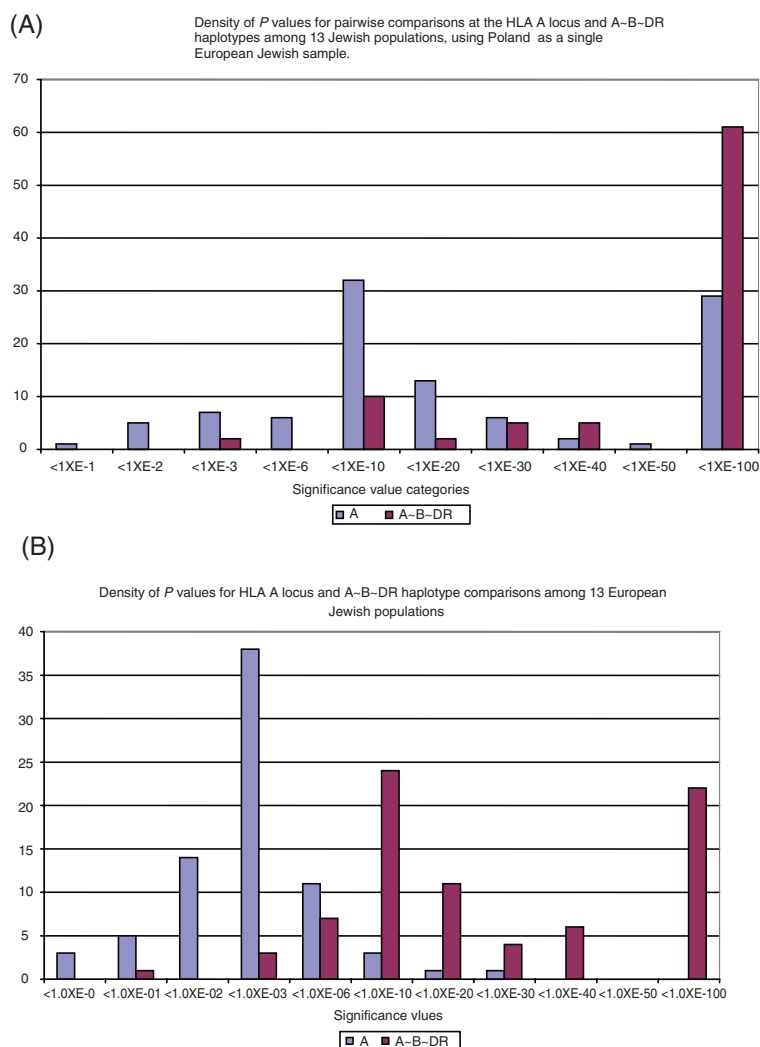 (A)
Density of P values for pairwise comparisons at the HLA A locus and A~B~DR
haplotypes among 13 Jewish populations, using Poland as a single
European Jewish sample.
70
60
50
40
30
20
10
0
<1XE-1 <1XE-2 <1XE-3 <1XE-6 <1XE-10 <1XE-20 <1XE-30 <1XE-40 <1XE-50 <1XE-100
Significance value categories
A A~B~DR
(B)
Density of P values for HLA A locus and A~B~DR haplotype comparisons among 13 European
Jewish populations
40
35
30
25
20
15
10
5
0
<1.0XE-0 <1.0XE-01 <1.0XE-02 <1.0XE-03 <1.0XE-06 <1.0XE-10 <1.0XE-20 <1.0XE-30 <1.0XE-40 <1.0XE-50 <1.0XE-100
Significance vlues
A A~B~DR